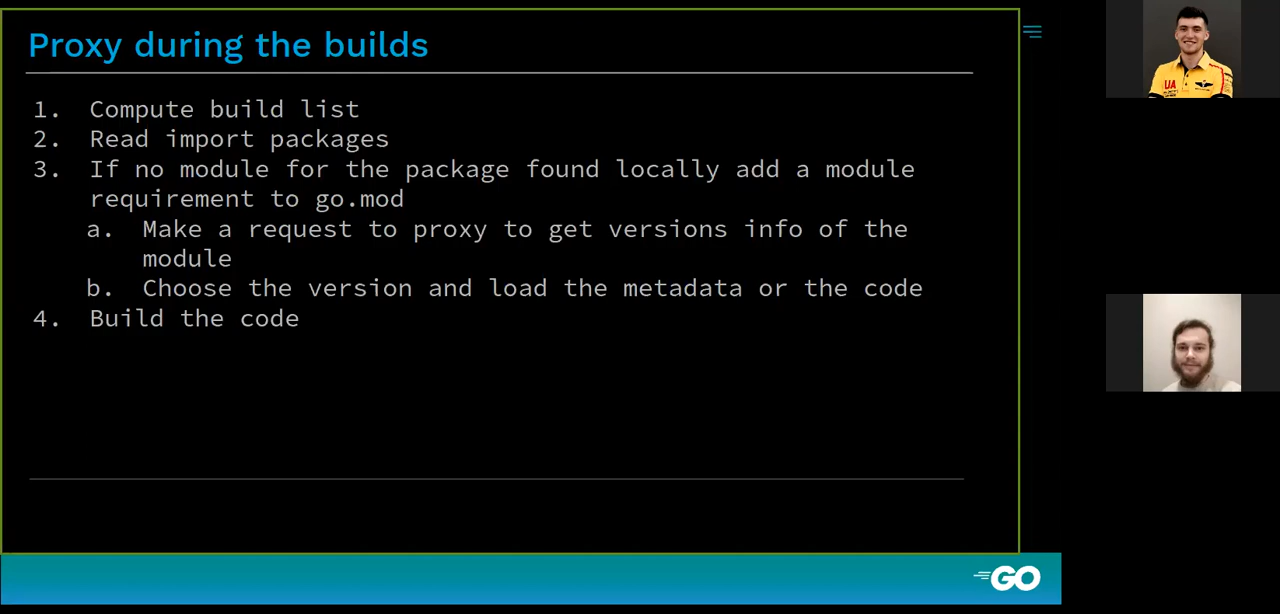 Proxy during the builds
1. Compute build list
2. Read import packages
3. If no module for the package found locally add a module
requirement to go.mod
a. Make a request to proxy to get versions info of the
module
b. Choose the version and load the metadata or the code
4. Build the code
GO
UA